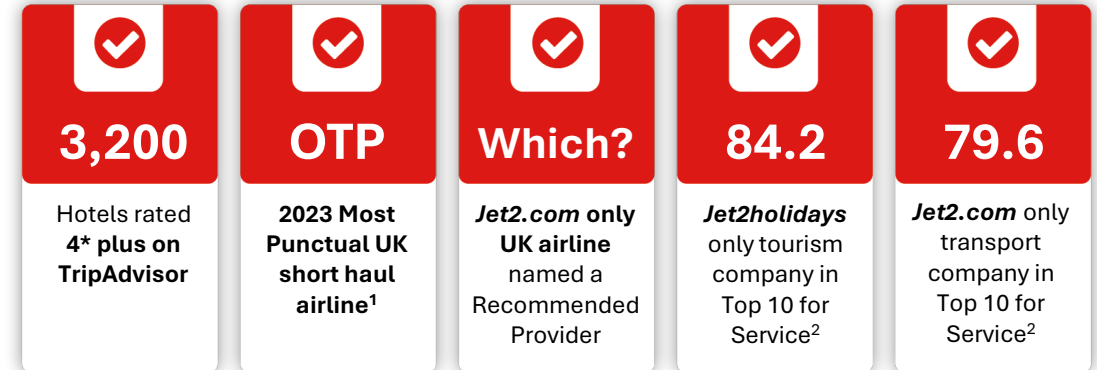 3,200
Hotels rated
4* plus on
TripAdvisor
OTP
2023 Most
Punctual UK
short haul
airline¹
Which?
Jet2.com only
UK airline
named a
Recommended
Provider
84.2
Jet2holidays
only tourism
company in
Top 10 for
Service²
79.6
Jet2.com only
transport
company in
Top 10 for
Service²